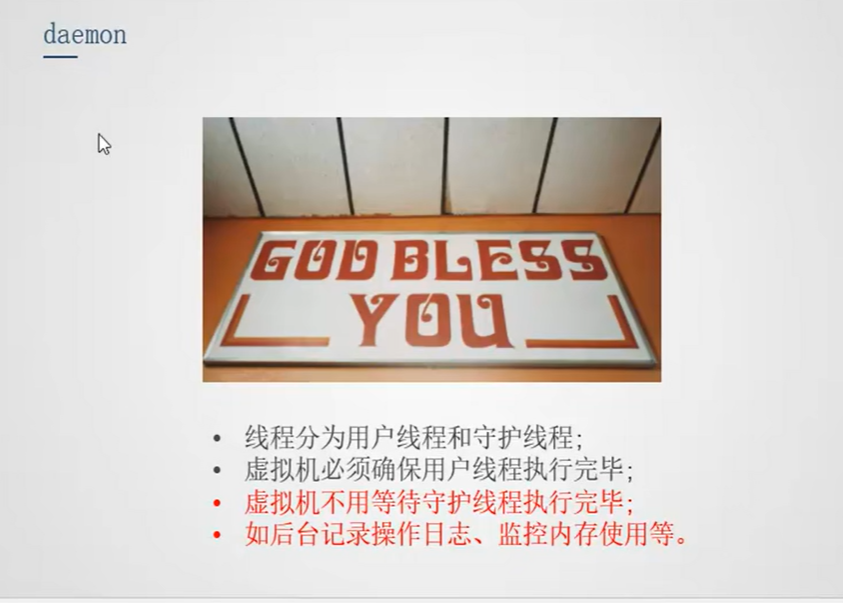 daemon
GOD BLESS
YOU
• 线程分为用户线程和守护线程;
• 虚拟机必须确保用户线程执行完毕;
• 虚拟机不用等待守护线程执行完毕;
• 如后台记录操作日志、监控内存使用等。